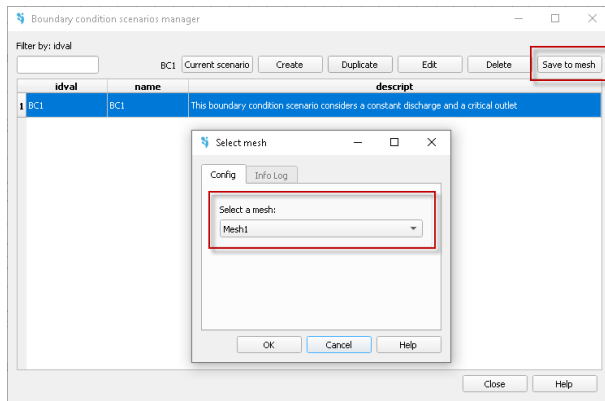 Boundary condition scenarios manager
Filter by: idval
BC1 Current scenario Create Duplicate Edit Delete Save to mesh
idval name descript
1 BC1 BC1 This boundary condition scenario considers a constant discharge and a critical outlet
Select mesh
Config Info Log
Select a mesh:
Mesh1
OK Cancel Help
Close Help